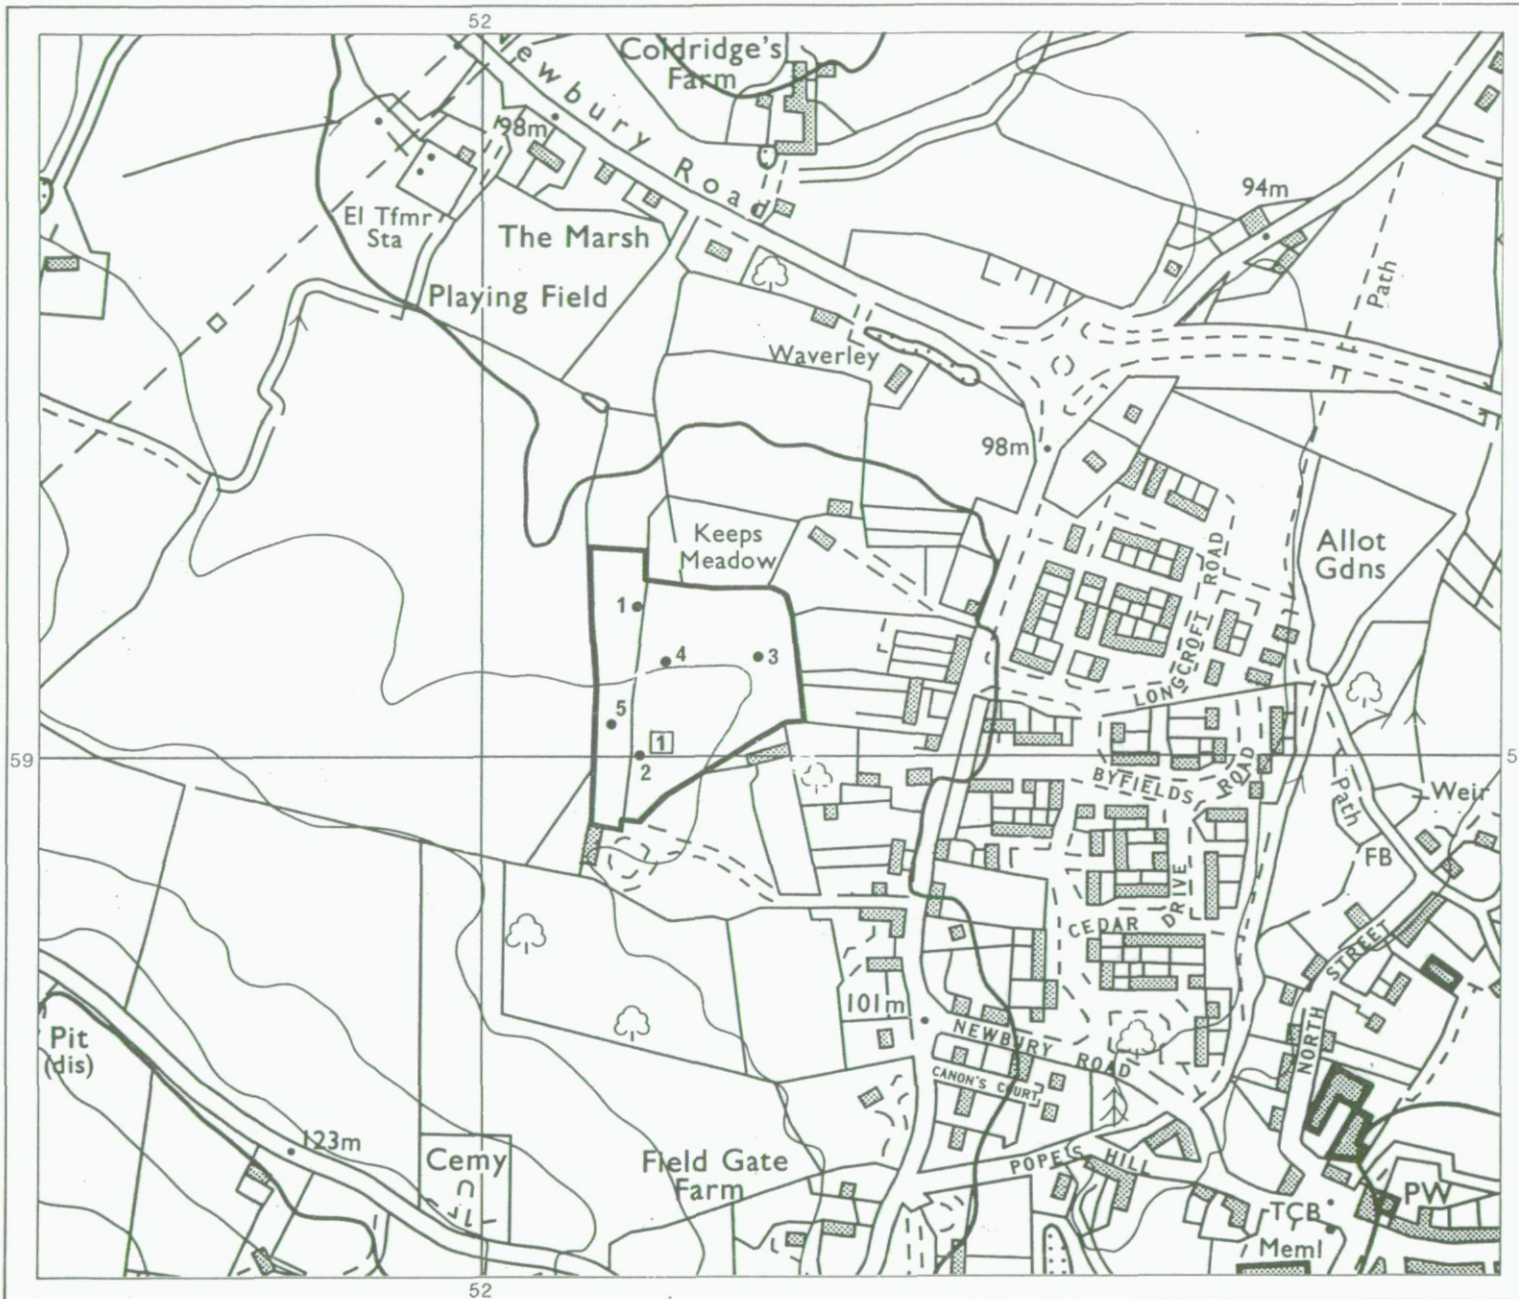 52
Newbury Road
Coldridge's
Farm
98m
El Tfmr
Sta
The Marsh
Playing Field
94m
Path
Waverley
98m
Keeps
Meadow
LONGCROFT ROAD
Allot
Gdns
1
4
3
5
1
2
59
5
BYFIELDS ROAD
Path
Weir
FB
CEDAR DRIVE
NORTH STREET
101m
NEWBURY ROAD
CANON'S COURT
Pit
(dis)
123m
Cemy
Field Gate
Farm
POPE'S HILL
PW
TCB
Meml
52